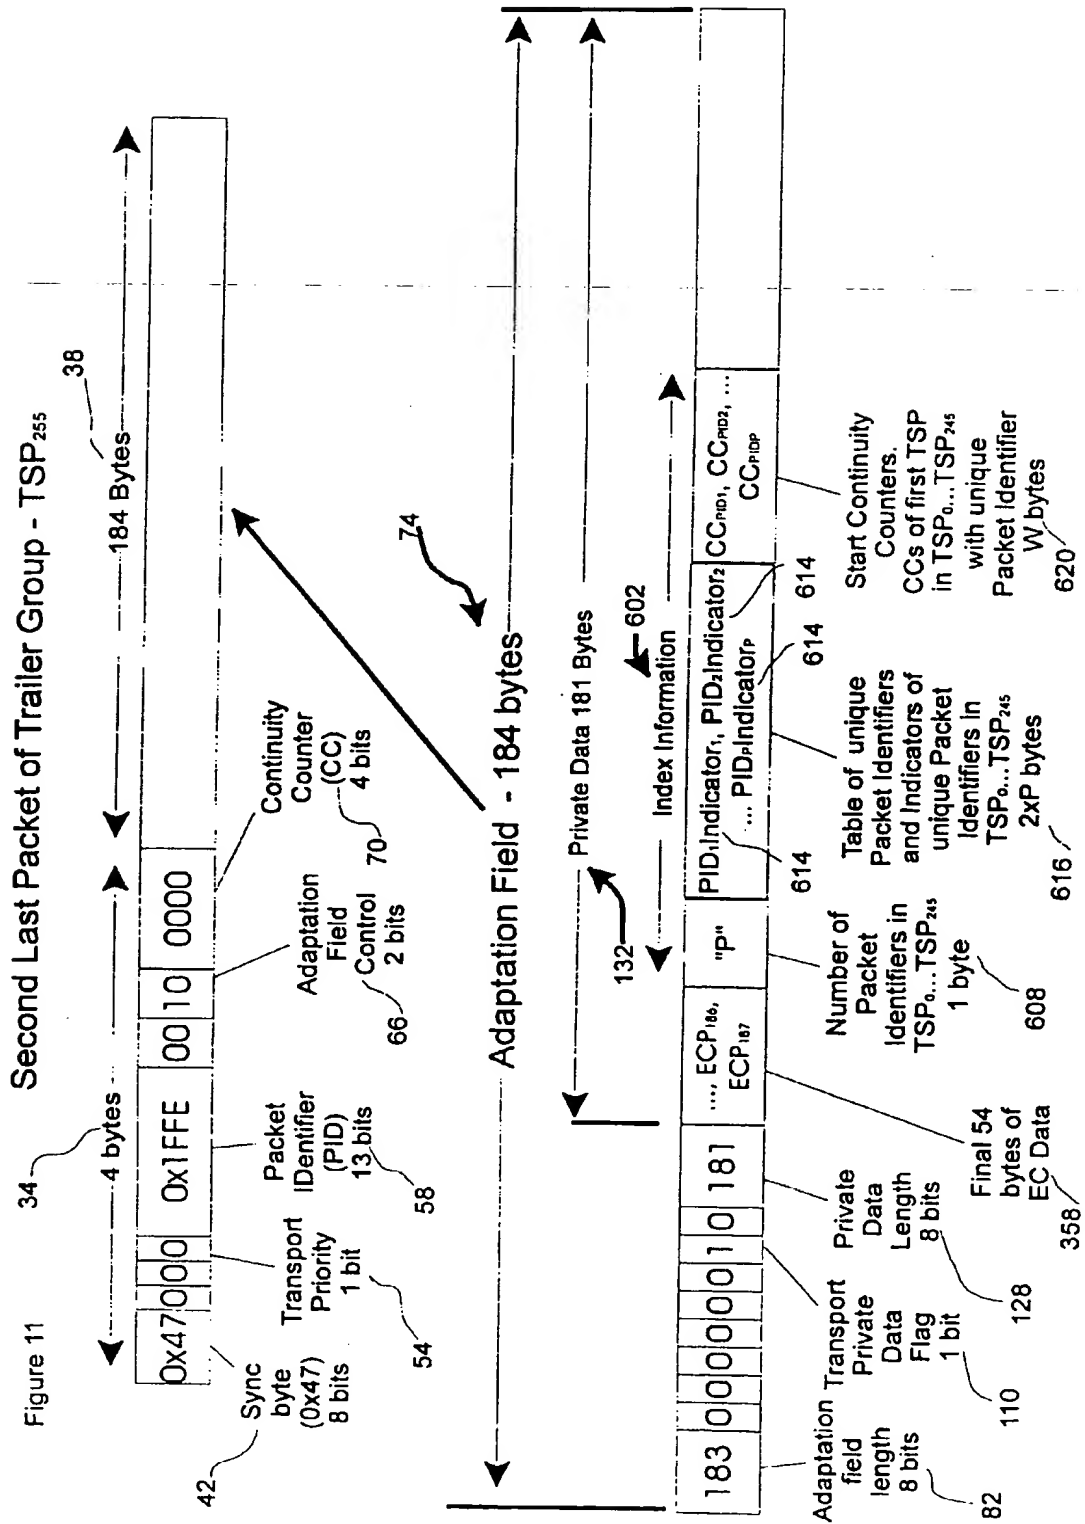 Figure 11
Second Last Packet of Trailer Group - TSP₂₅₅
34
38
4 bytes
184 Bytes
0x47 0 0 0 0x1FFE 00 10 0000
42
Sync
byte
(0x47)
8 bits
Transport
Priority
1 bit
54
Packet
IDentifier
(PID)
13 bits
58
Adaptation
Field
Control
2 bits
66
Continuity
Counter
(CC)
4 bits
70
74
Adaptation Field - 184 bytes
Private Data 181 Bytes
132
602
Index Information
183 0 0 0 0 0 0 1 0 181
..., ECP₁₈₆,
ECP₁₈₇
"P"
PID₁Indicator₁, PID₂Indicator₂
... PIDₚIndicatorₚ
CC_PID1, CC_PID2, ...
CC_PIDP
614
614
614
Adaptation
field
length
8 bits
82
Transport
Private
Data
Flag
1 bit
110
Private
Data
Length
8 bits
128
Final 54
bytes of
EC Data
358
Number of
Packet
Identifiers in
TSP₀...TSP₂₄₅
1 byte
608
Table of unique
Packet Identifiers
and Indicators of
unique Packet
Identifiers in
TSP₀...TSP₂₄₅
2xP bytes
616
Start Continuity
Counters.
CCs of first TSP
in TSP₀...TSP₂₄₅
with unique
Packet Identifier
W bytes
620